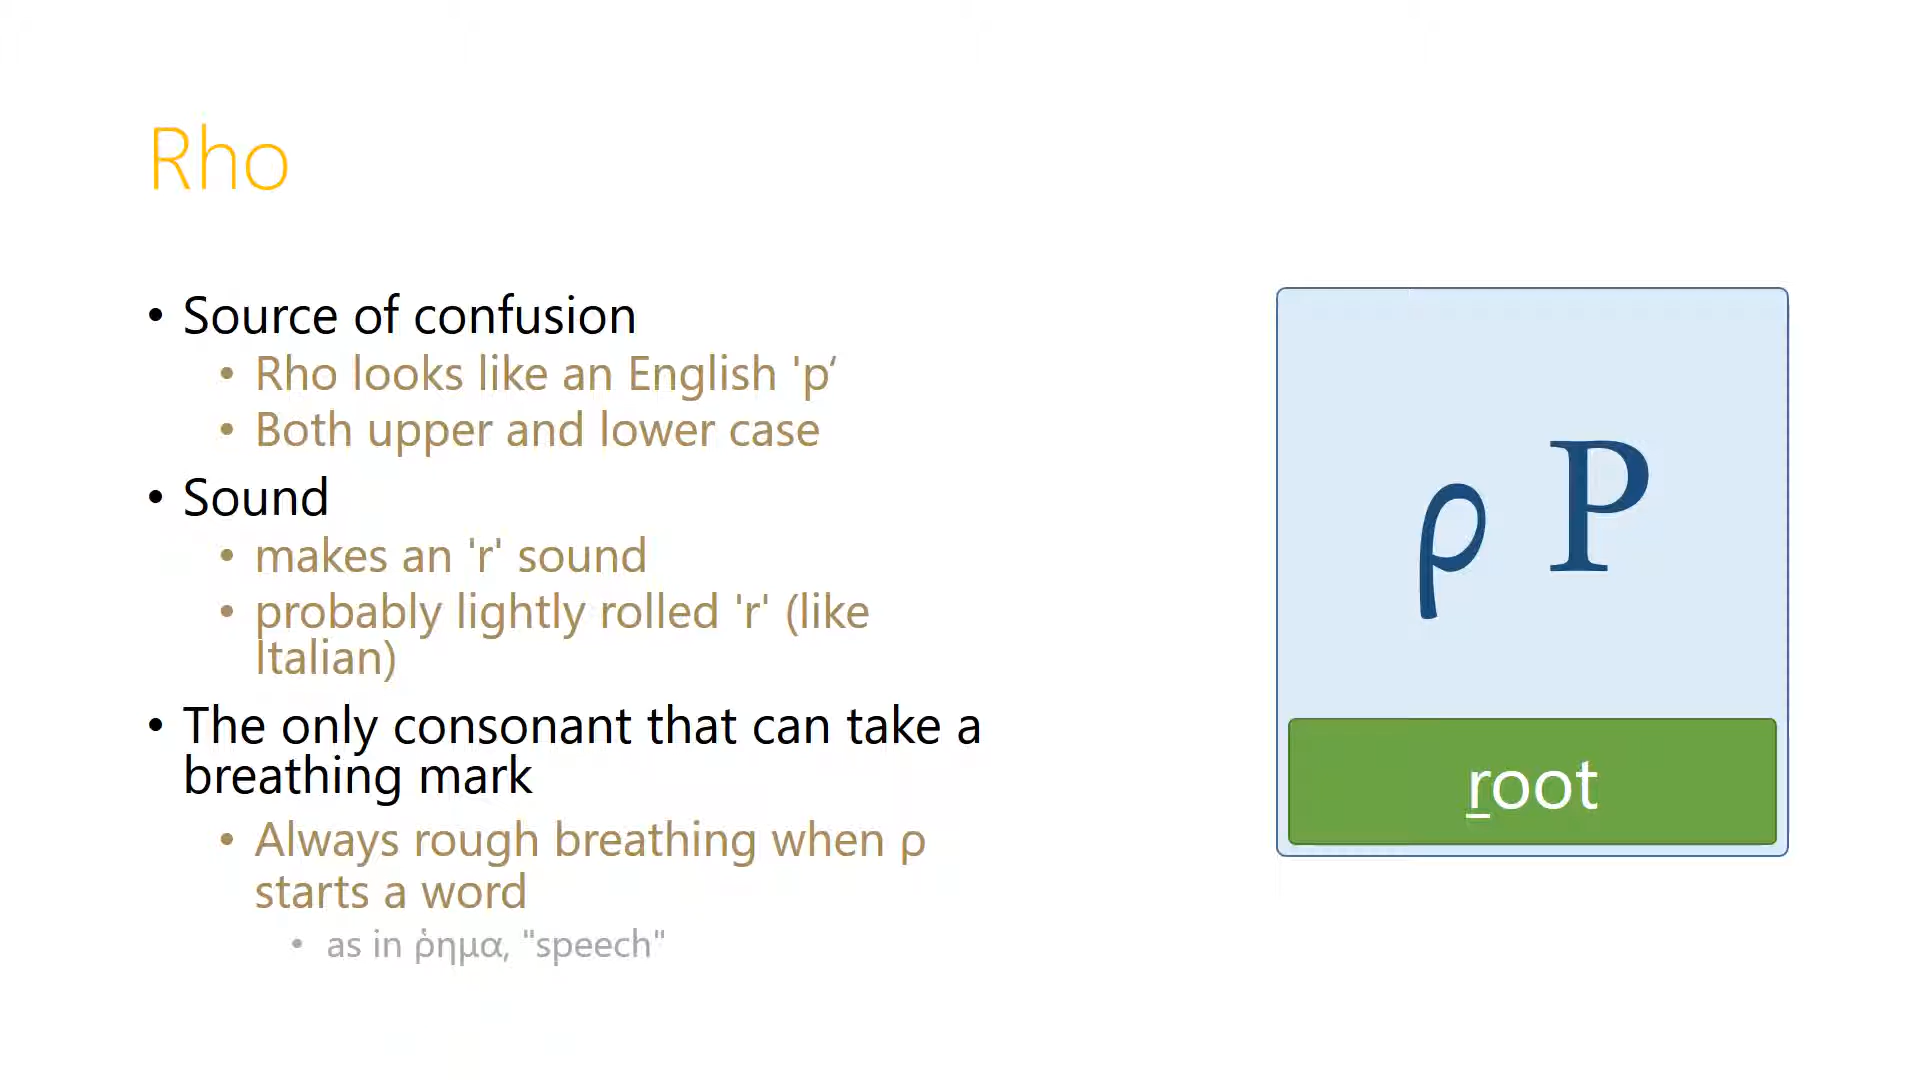 Rho
• Source of confusion
• Rho looks like an English 'p‘
• Both upper and lower case
• Sound
• makes an 'r' sound
• probably lightly rolled 'r' (like
Italian)
• The only consonant that can take a
breathing mark
• Always rough breathing when ρ
starts a word
• as in ῥημα, "speech"
ρ P
root